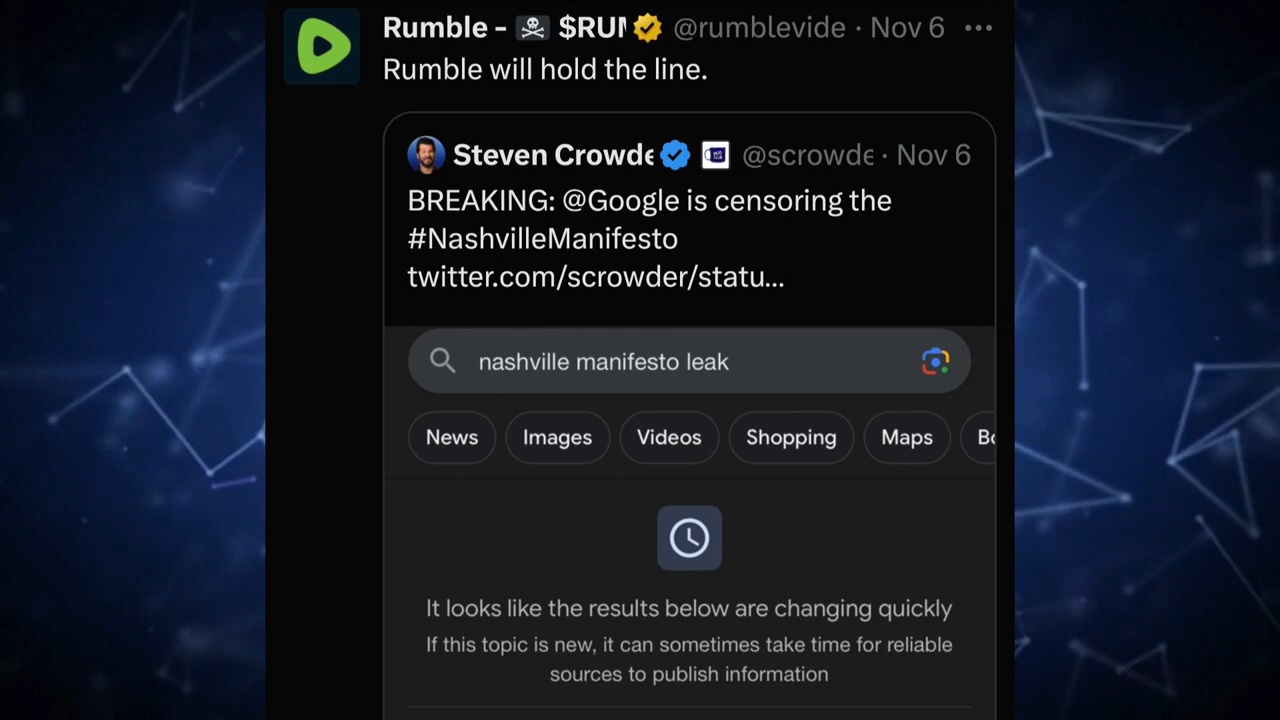 Rumble - ☠️ $RUM @rumblevide · Nov 6 ...
Rumble will hold the line.
Steven Crowde @scrowde · Nov 6
BREAKING: @Google is censoring the
#NashvilleManifesto
twitter.com/scrowder/statu...
nashville manifesto leak
News Images Videos Shopping Maps Bo
It looks like the results below are changing quickly
If this topic is new, it can sometimes take time for reliable
sources to publish information